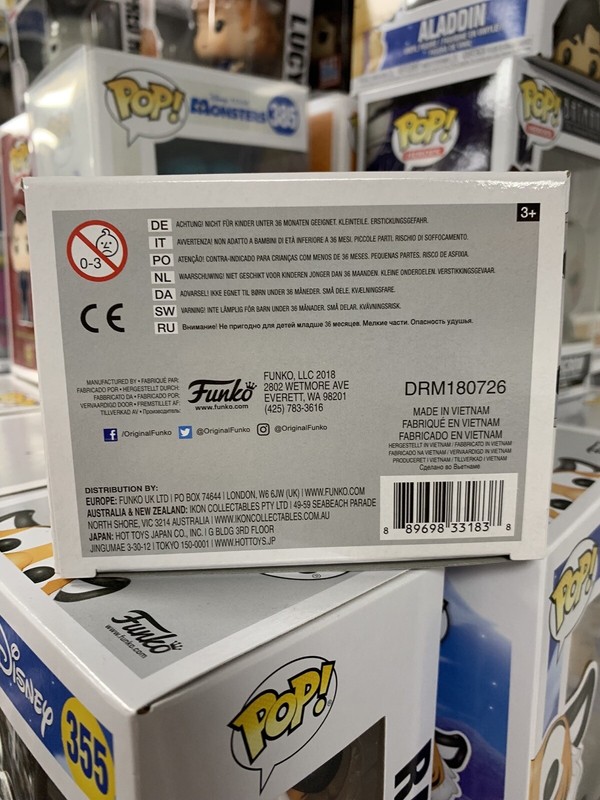 LUCY
ALADDIN
POP!
MONSTERS
386
POP!
POP!
3+
0-3
DE ACHTUNG! NICHT FÜR KINDER UNTER 36 MONATEN GEEIGNET. KLEINTEILE. ERSTICKUNGSGEFAHR.
IT AVVERTENZA! NON ADATTO A BAMBINI DI ETÀ INFERIORE A 36 MESI. PICCOLE PARTI. RISCHIO DI SOFFOCAMENTO.
PO ATENÇÃO! CONTRA-INDICADO PARA CRIANÇAS COM MENOS DE 36 MESES. PEQUENAS PARTES. RISCO DE ASFIXIA.
NL WAARSCHUWING! NIET GESCHIKT VOOR KINDEREN JONGER DAN 36 MAANDEN. KLEINE ONDERDELEN. VERSTIKKINGSGEVAAR.
DA ADVARSEL! IKKE EGNET TIL BØRN UNDER 36 MÅNEDER. SMÅ DELE. KVÆLNINGSFARE.
SW VARNING! INTE LÄMPLIG FÖR BARN UNDER 36 MÅNADER. SMÅ DELAR. KVÄVNINGSRISK.
RU Внимание! Не пригодно для детей младше 36 месяцев. Мелкие части. Опасность удушья.
CE
MANUFACTURED BY • FABRIQUÉ PAR:
FABRICADO POR • HERGESTELLT DURCH:
FABBRICATO DA • FABRICADO POR:
VERVAARDIGD DOOR • FREMSTILLET AF:
TILLVERKAD AV • Производитель:
Funko
www.funko.com
FUNKO, LLC 2018
2802 WETMORE AVE
EVERETT, WA 98201
(425) 783-3616
/OriginalFunko @OriginalFunko @OriginalFunko
DRM180726
MADE IN VIETNAM
FABRIQUÉ EN VIETNAM
FABRICADO EN VIETNAM
HERGESTELLT IN VIETNAM / FABBRICATO IN VIETNAM
FABRICADO NA VIETNAM / VERVAARDIGD IN VIETNAM
PRODUCERET I VIETNAM / TILLVERKAD I VIETNAM
Сделано во Вьетнаме
DISTRIBUTION BY:
EUROPE: FUNKO UK LTD | PO BOX 74644 | LONDON, W6 6JW (UK) | WWW.FUNKO.COM
AUSTRALIA & NEW ZEALAND: IKON COLLECTABLES PTY LTD | 49-59 SEABEACH PARADE
NORTH SHORE, VIC 3214 AUSTRALIA | WWW.IKONCOLLECTABLES.COM.AU
JAPAN: HOT TOYS JAPAN CO., INC. | G BLDG 3RD FLOOR
JINGUMAE 3-30-12 | TOKYO 150-0001 | WWW.HOTTOYS.JP
8 89698 33183 8
Funko
www.funko.com
DISNEY
355
POP!
POP!